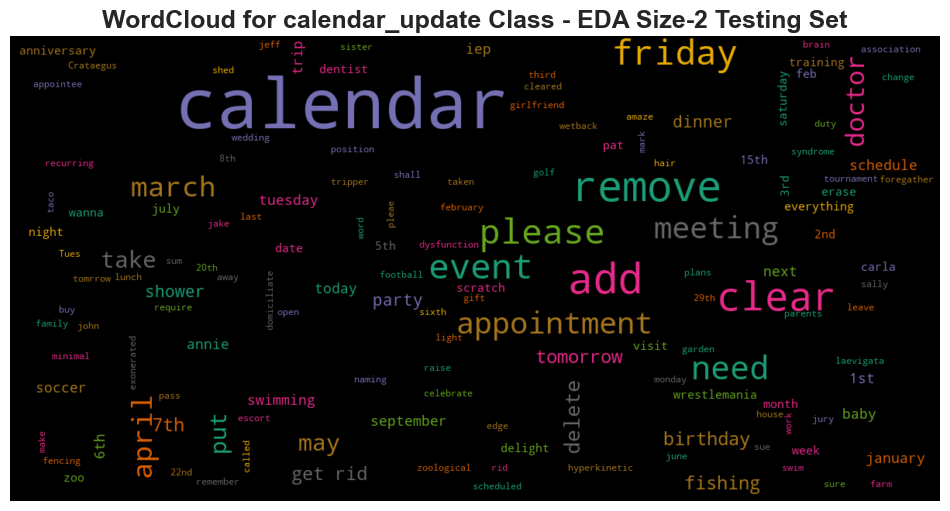 WordCloud for calendar_update Class - EDA Size-2 Testing Set
jeff
anniversary
trip
sister
iep
friday
brain
association
Crataegus
shed
dentist
third
training
feb
appointee
cleared
saturday
doctor
change
calendar
girlfriend
wedding
wetback
amaze
dinner
duty
mark
position
8th
pat
syndrome
recurring
hair
15th
schedule
march
tripper
shall
taken
golf
remove
3rd
tournament
foregather
erase
taco
wanna
july
tuesday
pleae
february
everything
jake
last
word
please
meeting
2nd
night
date
5th
dysfunction
Tues
take
sum
20th
away
football
event
add
plans
next
carla
tomrrow
lunch
domiciliate
scratch
sally
shower
today
party
gift
29th
clear
require
buy
open
sixth
parents
leave
family
john
appointment
light
annie
visit
garden
minimal
exonerated
tomorrow
need
laevigata
raise
naming
monday
1st
soccer
pass
celebrate
wrestlemania
swimming
delete
house
month
april
7th
put
escort
september
edge
work
jury
baby
make
6th
called
may
delight
birthday
sue
week
fencing
22nd
get rid
zoological
rid
hyperkinetic
june
january
zoo
remember
scheduled
fishing
swim
sure
farm